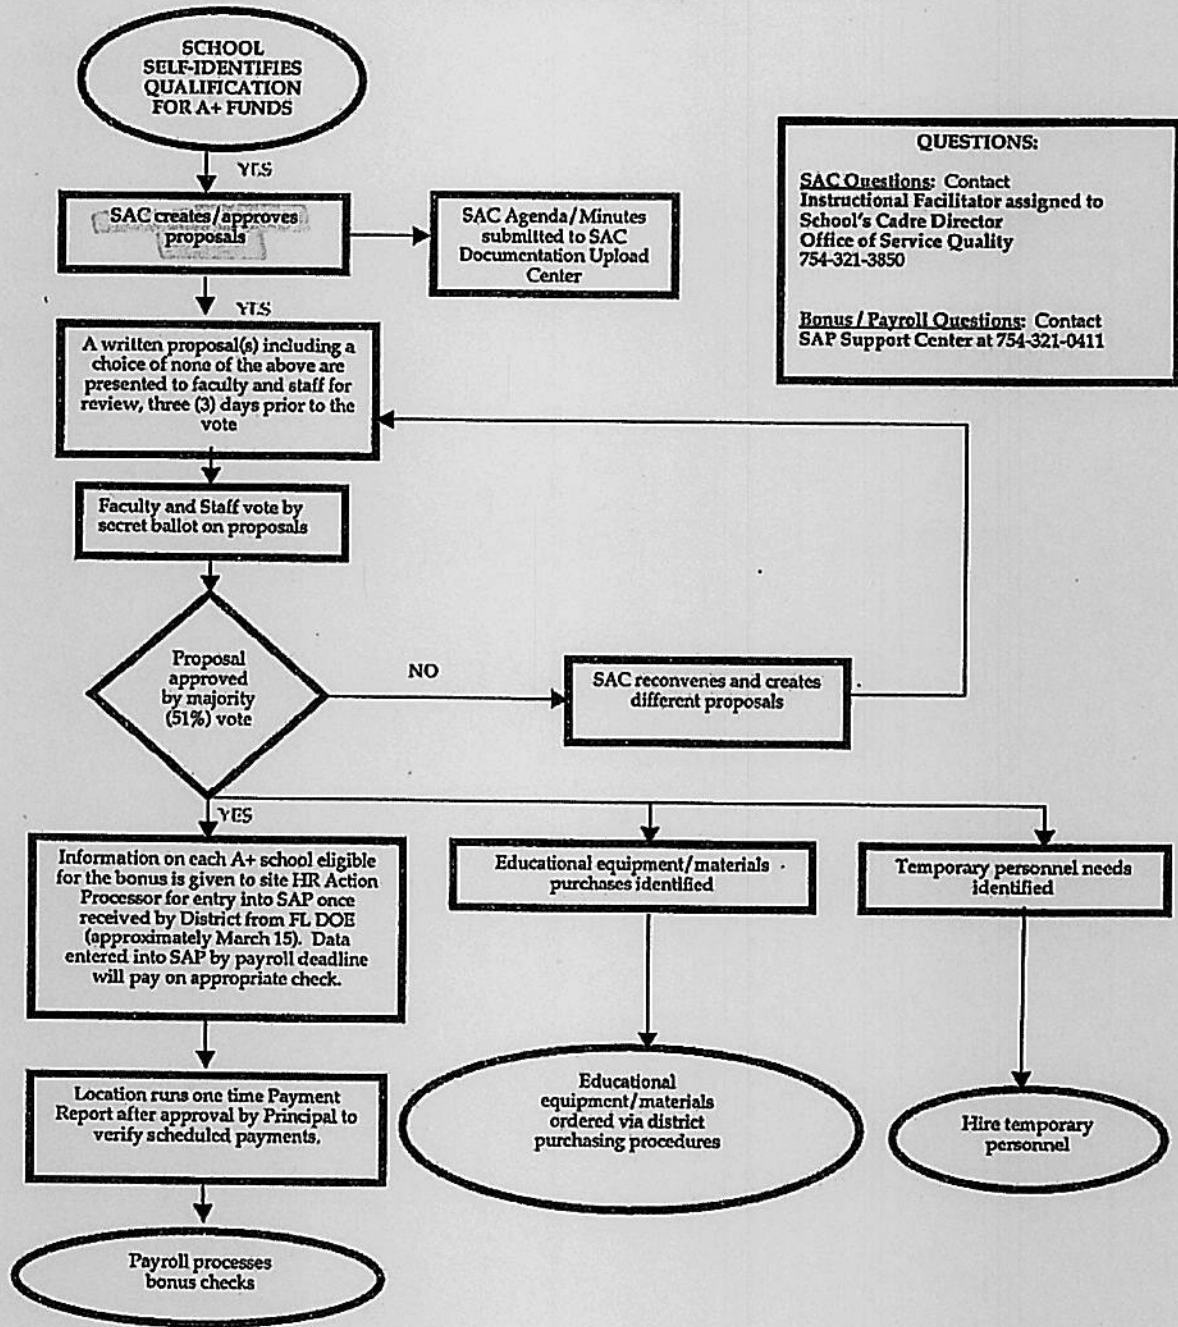 SCHOOL
SELF-IDENTIFIES
QUALIFICATION
FOR A+ FUNDS
YES
SAC creates/approves
proposals
SAC Agenda/Minutes
submitted to SAC
Documentation Upload
Center
QUESTIONS:
SAC Questions: Contact
Instructional Facilitator assigned to
School's Cadre Director
Office of Service Quality
754-321-3850
Bonus / Payroll Questions: Contact
SAP Support Center at 754-321-0411
YES
A written proposal(s) including a
choice of none of the above are
presented to faculty and staff for
review, three (3) days prior to the
vote
Faculty and Staff vote by
secret ballot on proposals
Proposal
approved
by majority
(51%) vote
NO
SAC reconvenes and creates
different proposals
YES
Information on each A+ school eligible
for the bonus is given to site HR Action
Processor for entry into SAP once
received by District from FL DOE
(approximately March 15). Data
entered into SAP by payroll deadline
will pay on appropriate check.
Educational equipment/materials
purchases identified
Temporary personnel needs
identified
Location runs one time Payment
Report after approval by Principal to
verify scheduled payments.
Educational
equipment/materials
ordered via district
purchasing procedures
Hire temporary
personnel
Payroll processes
bonus checks